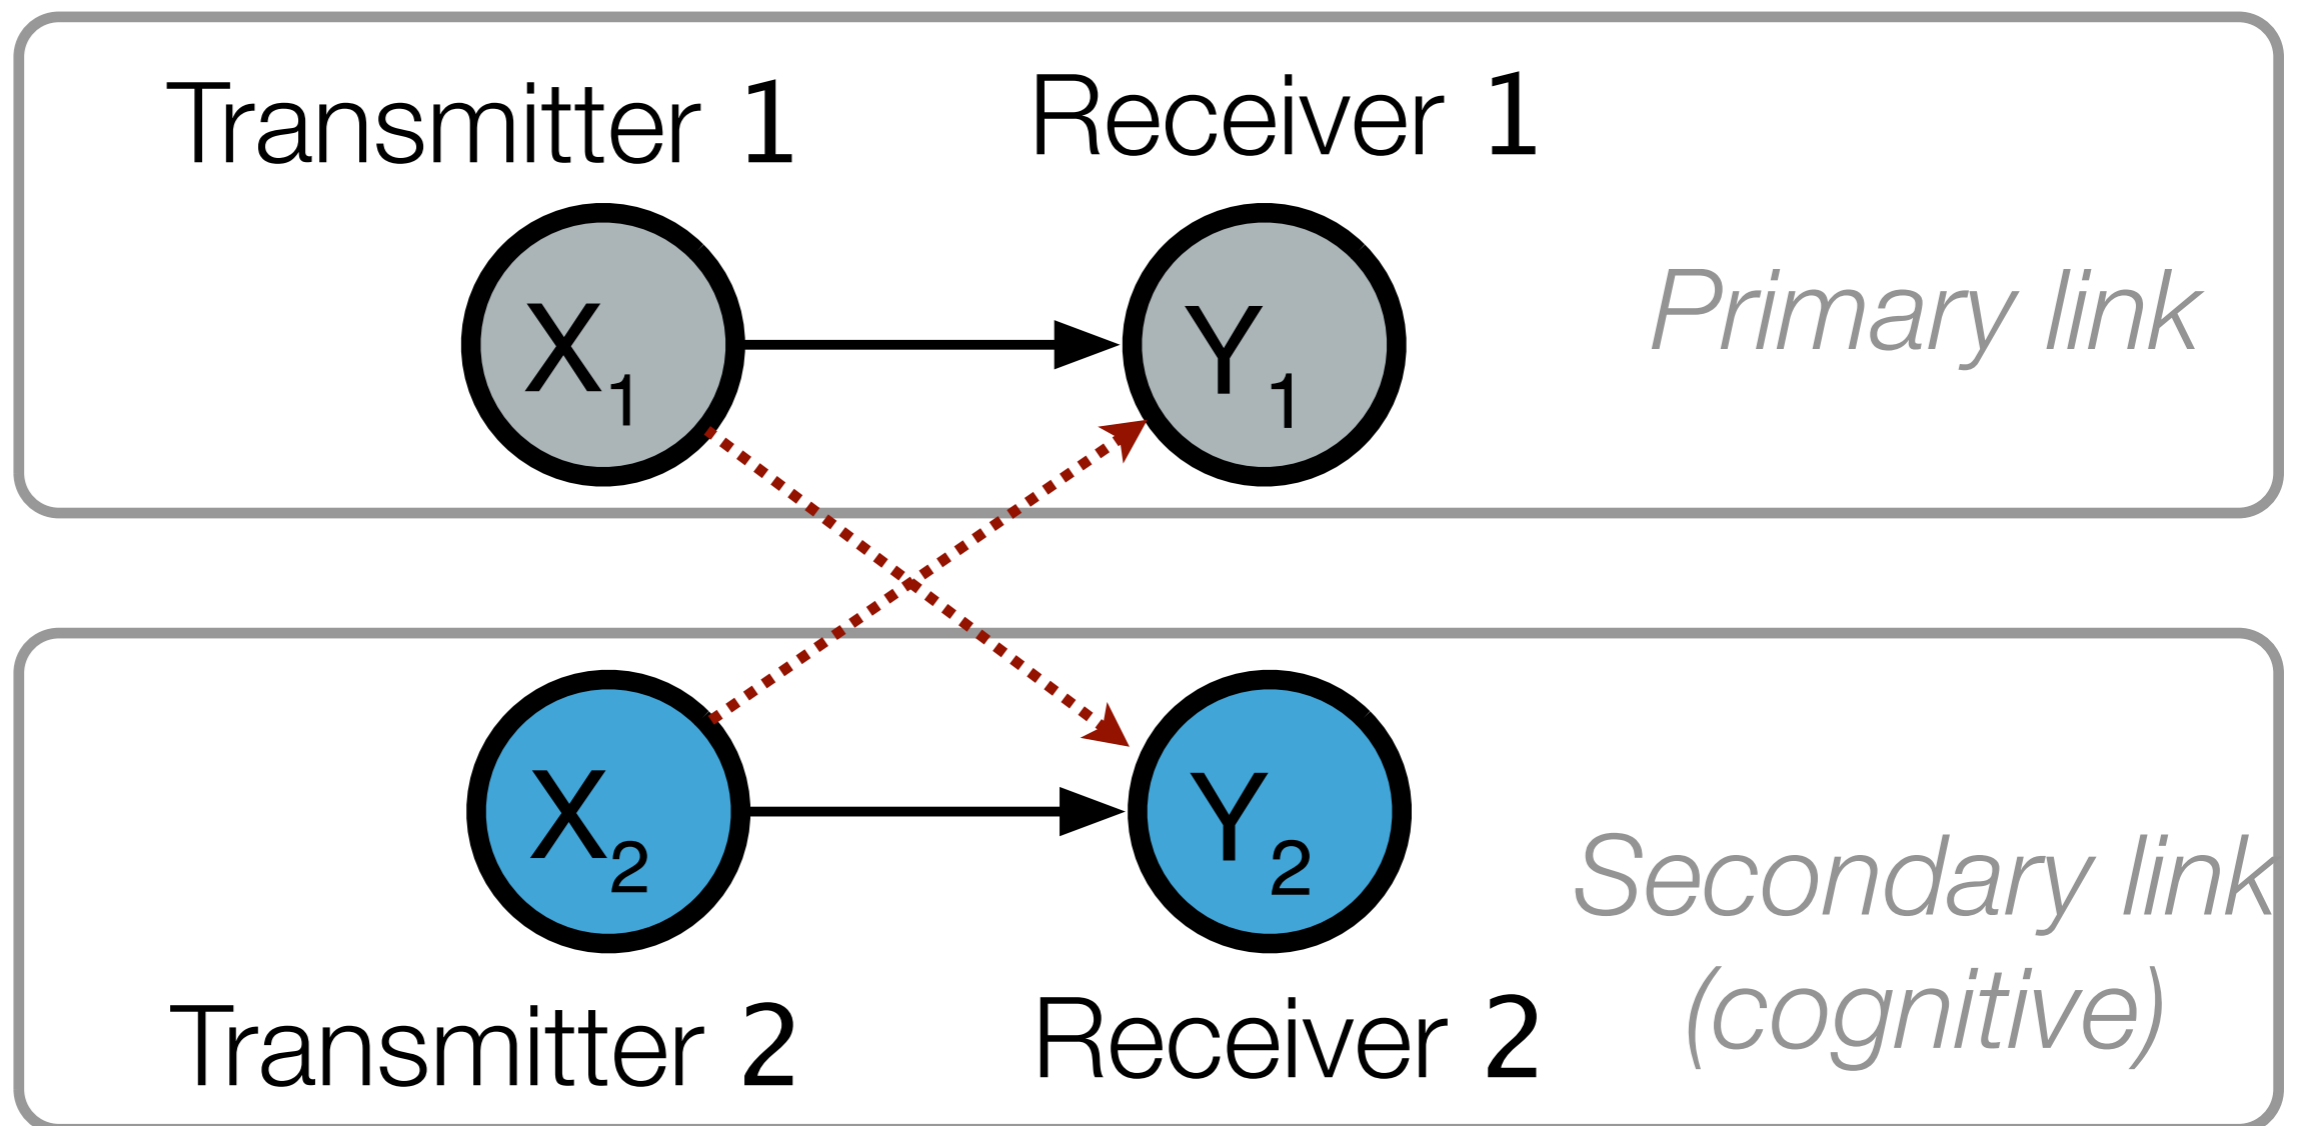 Transmitter 1
Receiver 1
X1
Y1
Primary link
X2
Y2
Secondary link
(cognitive)
Transmitter 2
Receiver 2